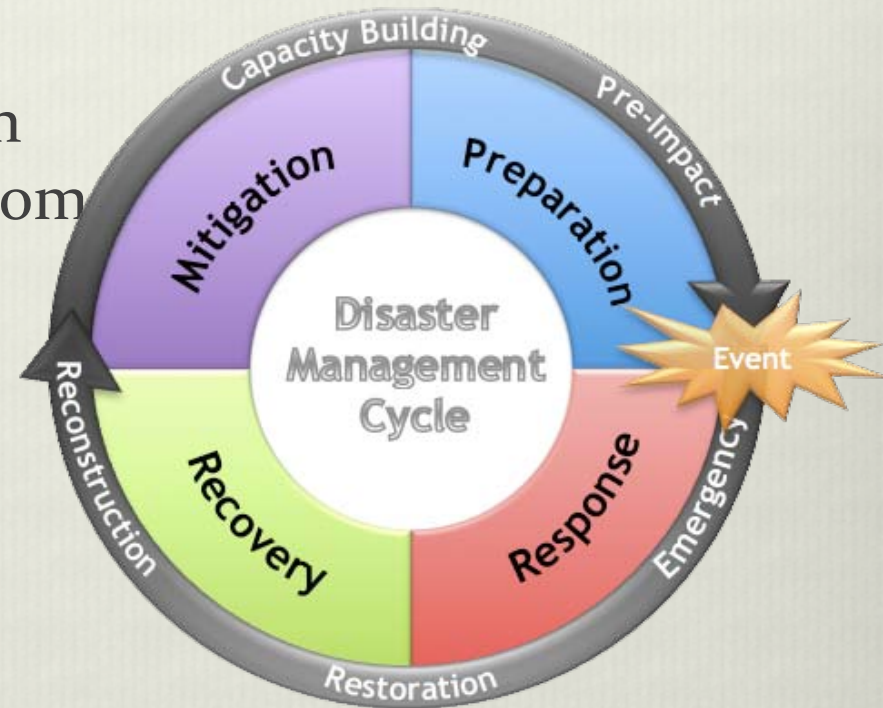 Capacity Building
Pre-Impact
Mitigation
Preparation
Disaster
Management
Cycle
Event
Reconstruction
Recovery
Response
Emergency
Restoration